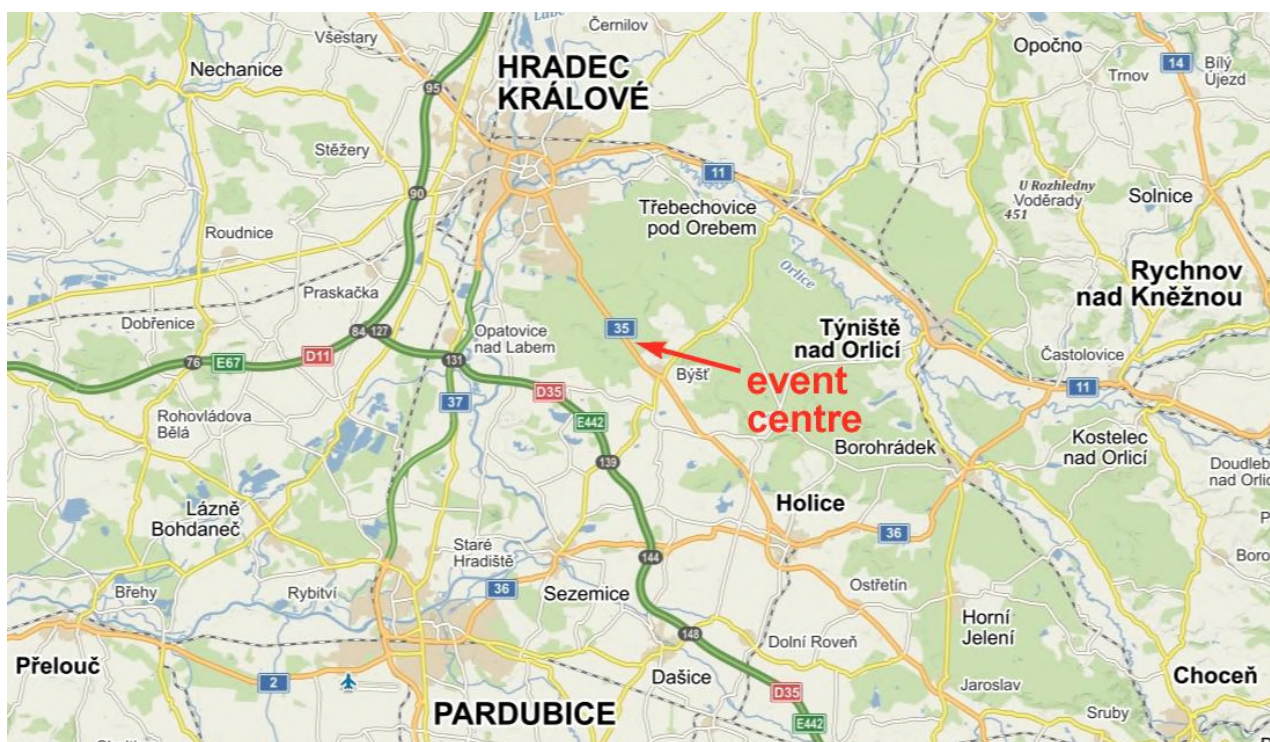 Labe
Černilov
Všestary
Opočno
14
Bílý
Újezd
Trnov
Nechanice
HRADEC
KRÁLOVÉ
95
Stěžery
11
90
U Rozhledny
Voděrady
451
Solnice
Třebechovice
pod Orebem
Roudnice
Orlice
Rychnov
nad Kněžnou
Praskačka
Dobřenice
84
127
35
Opatovice
nad Labem
Týniště
nad Orlicí
76
E67
D11
131
Býšť
Častolovice
event
centre
11
D35
37
Rohovládova
Bělá
E442
Kostelec
nad Orlicí
Borohrádek
139
Doudleb
nad Orlic
Lázně
Bohdaneč
Holice
36
Staré
Hradiště
144
Boro
Břehy
Rybitví
36
Sezemice
Ostřetín
Horní
Jelení
148
Dolní Roveň
Přelouč
2
Dašice
Choceň
D35
Jaroslav
PARDUBICE
E442
Sruby